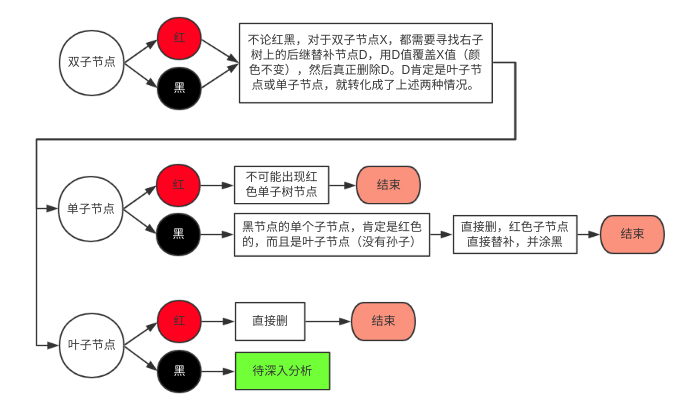 双子节点
红
黑
不论红黑，对于双子节点X，都需要寻找右子
树上的后继替补节点D，用D值覆盖X值（颜
色不变），然后真正删除D。D肯定是叶子节
点或单子节点，就转化成了上述两种情况。
单子节点
红
不可能出现红
色单子树节点
结束
黑
黑节点的单个子节点，肯定是红色
的，而且是叶子节点（没有孙子）
直接删，红色子节点
直接替补，并涂黑
结束
叶子节点
红
直接删
结束
黑
待深入分析